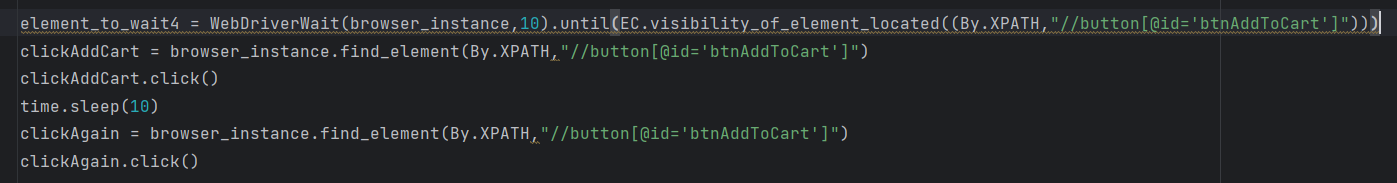 element_to_wait4 = WebDriverWait(browser_instance,10).until(EC.visibility_of_element_located((By.XPATH,"//button[@id='btnAddToCart']")))
clickAddCart = browser_instance.find_element(By.XPATH,"//button[@id='btnAddToCart']")
clickAddCart.click()
time.sleep(10)
clickAgain = browser_instance.find_element(By.XPATH,"//button[@id='btnAddToCart']")
clickAgain.click()